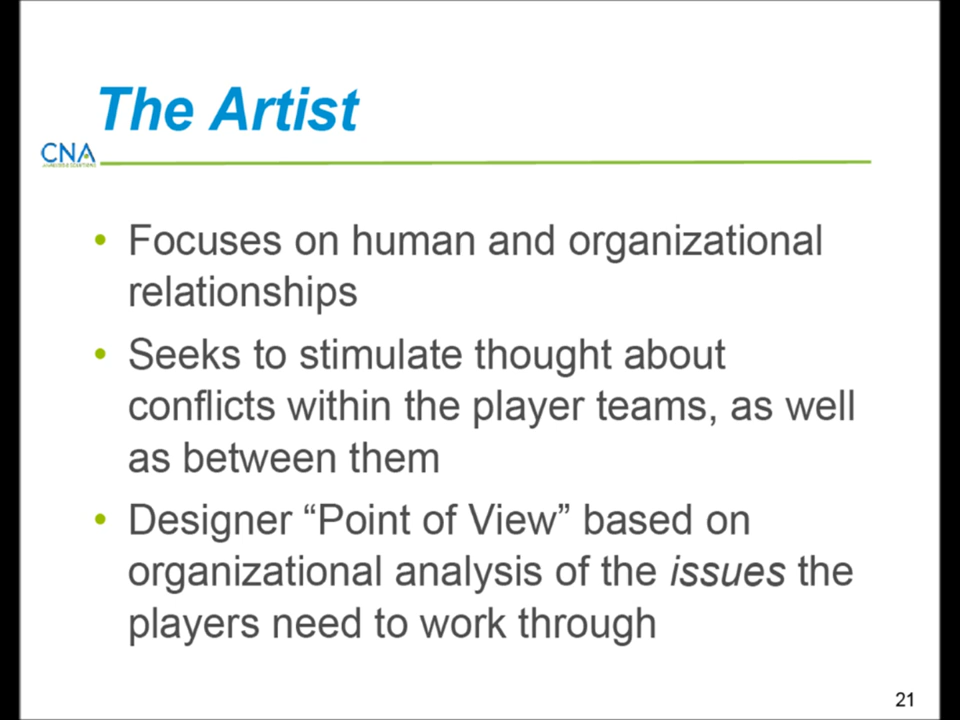 The Artist
CNA
• Focuses on human and organizational
relationships
• Seeks to stimulate thought about
conflicts within the player teams, as well
as between them
• Designer “Point of View” based on
organizational analysis of the issues the
players need to work through
21